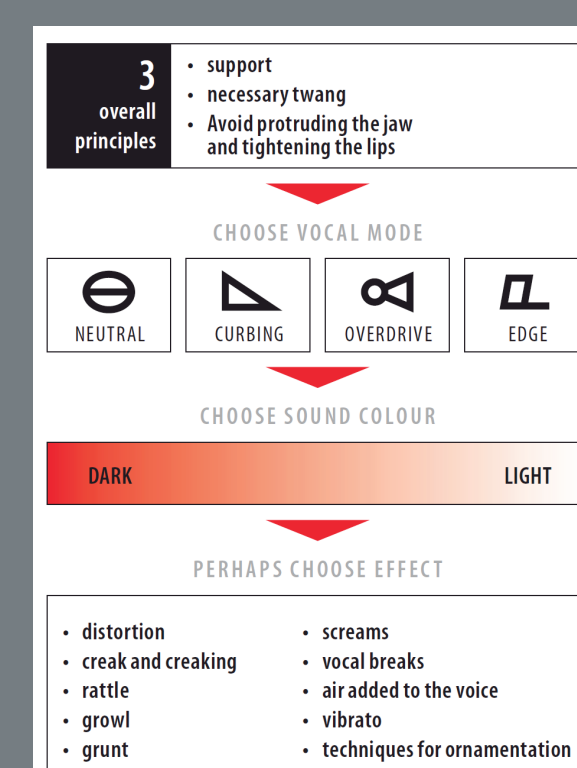 3
overall
principles
• support
• necessary twang
• Avoid protruding the jaw
and tightening the lips
CHOOSE VOCAL MODE
NEUTRAL
CURBING
OVERDRIVE
EDGE
CHOOSE SOUND COLOUR
DARK
LIGHT
PERHAPS CHOOSE EFFECT
• distortion
• creak and creaking
• rattle
• growl
• grunt
• screams
• vocal breaks
• air added to the voice
• vibrato
• techniques for ornamentation